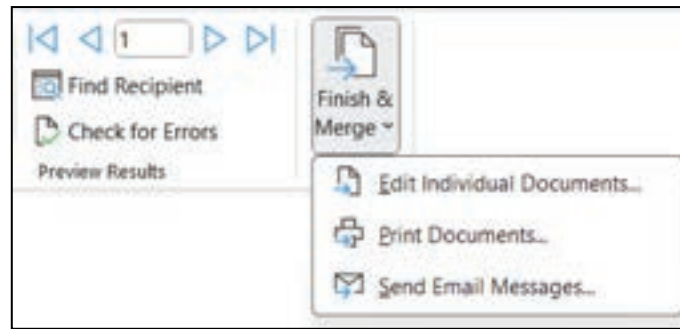 1
Find Recipient
Check for Errors
Preview Results
Finish &
Merge
Edit Individual Documents...
Print Documents...
Send Email Messages...